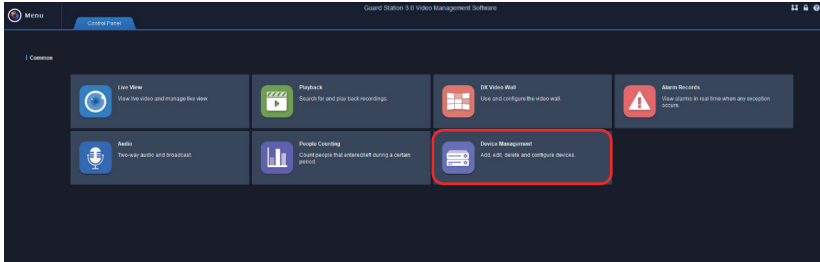 Guard Station 3.0 Video Management Software
Menu
Control Panel
Common
Live View
View live video and manage live view.
Playback
Search for and play back recordings.
DX Video Wall
Use and configure the video wall.
Alarm Records
View alarms in real time when any exception
occurs.
Audio
Two-way audio and broadcast.
People Counting
Count people that entered/left during a certain
period.
Device Management
Add, edit, delete and configure devices.